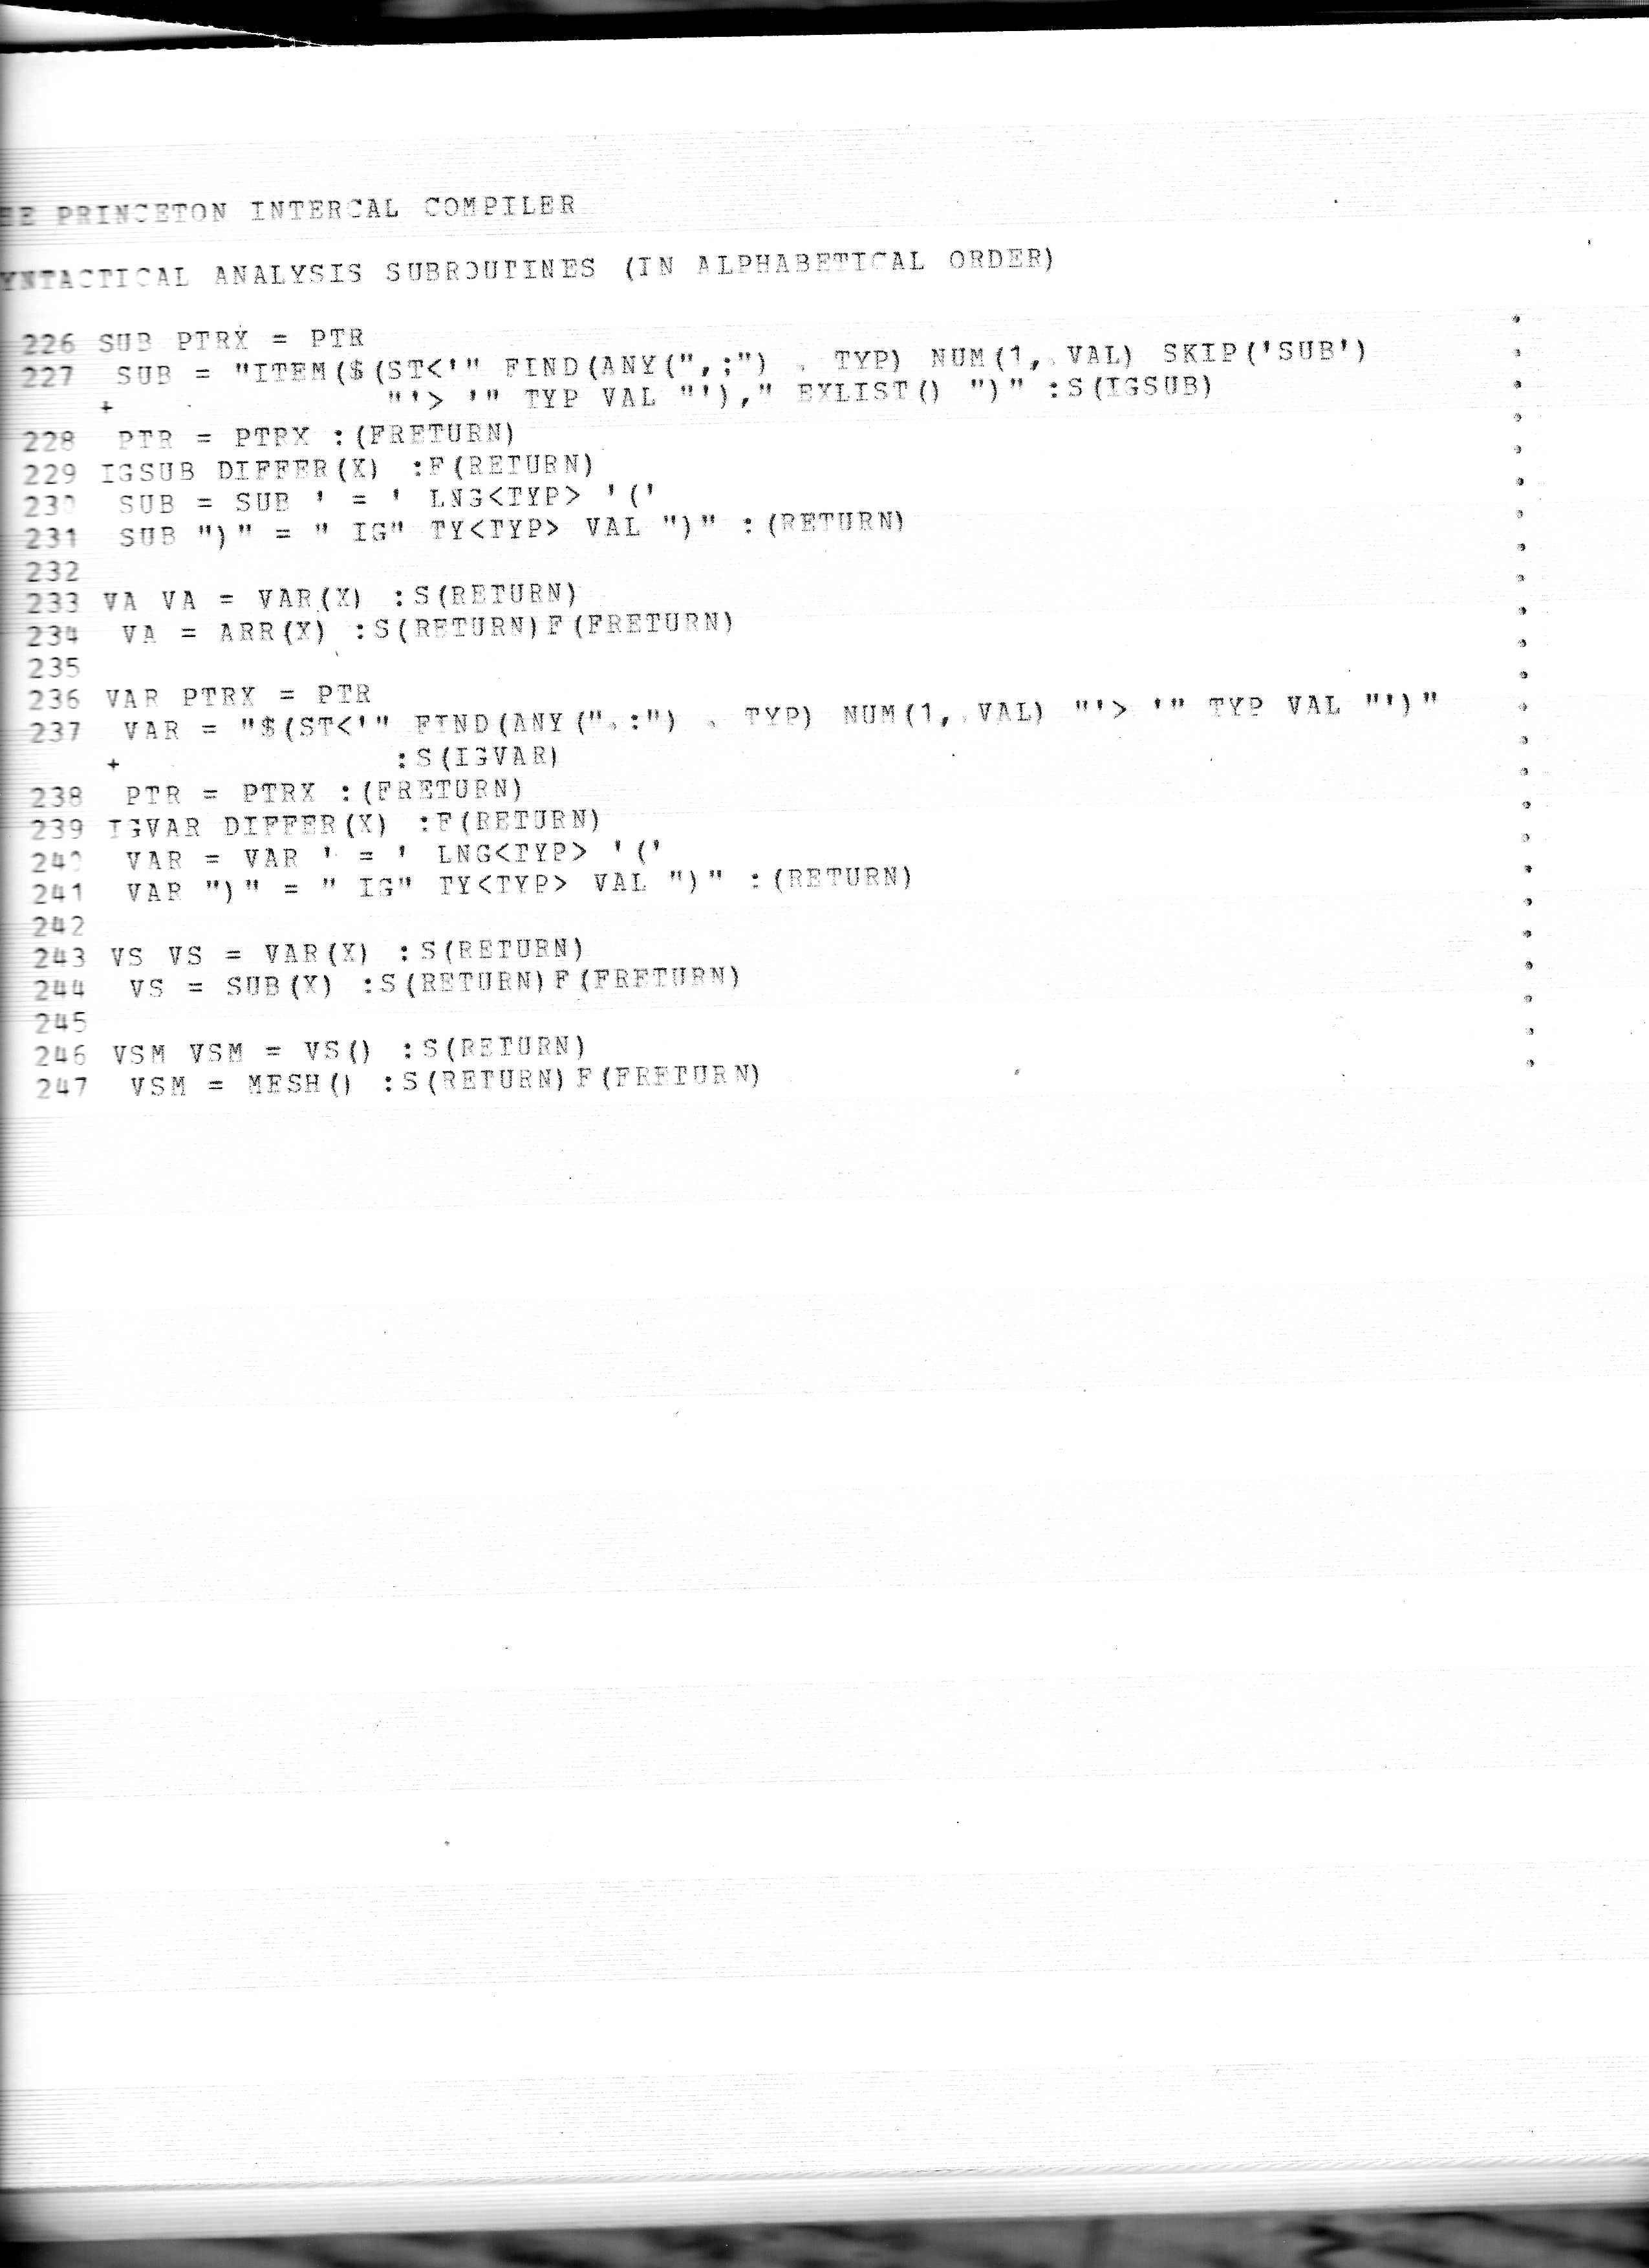 HE PRINCETON INTERCAL COMPILER
YNTACTICAL ANALYSIS SUBROUTINES (IN ALPHABETICAL ORDER)
226 SUB PTRX = PTR
227 SUB = "ITEM($(ST<'" FIND(ANY(",;") . TYP) NUM(1,.VAL) SKIP('SUB')
+ "'> '" TYP VAL "')," EXLIST() ")" :S(IGSUB)
228 PTR = PTRX :(FRETURN)
229 IGSUB DIFFER(X) :F(RETURN)
230 SUB = SUB ' = ' LNG<TYP> '('
231 SUB ")" = " IG" TY<TYP> VAL ")" :(RETURN)
232
233 VA VA = VAR(X) :S(RETURN)
234 VA = ARR(X) :S(RETURN)F(FRETURN)
235
236 VAR PTRX = PTR
237 VAR = "$(ST<'" FIND(ANY(".:") . TYP) NUM(1,.VAL) "'> '" TYP VAL "')"
+ :S(IGVAR)
238 PTR = PTRX :(FRETURN)
239 IGVAR DIFFER(X) :F(RETURN)
240 VAR = VAR ' = ' LNG<TYP> '('
241 VAR ")" = " IG" TY<TYP> VAL ")" :(RETURN)
242
243 VS VS = VAR(X) :S(RETURN)
244 VS = SUB(X) :S(RETURN)F(FRETURN)
245
246 VSM VSM = VS() :S(RETURN)
247 VSM = MESH() :S(RETURN)F(FRETURN)